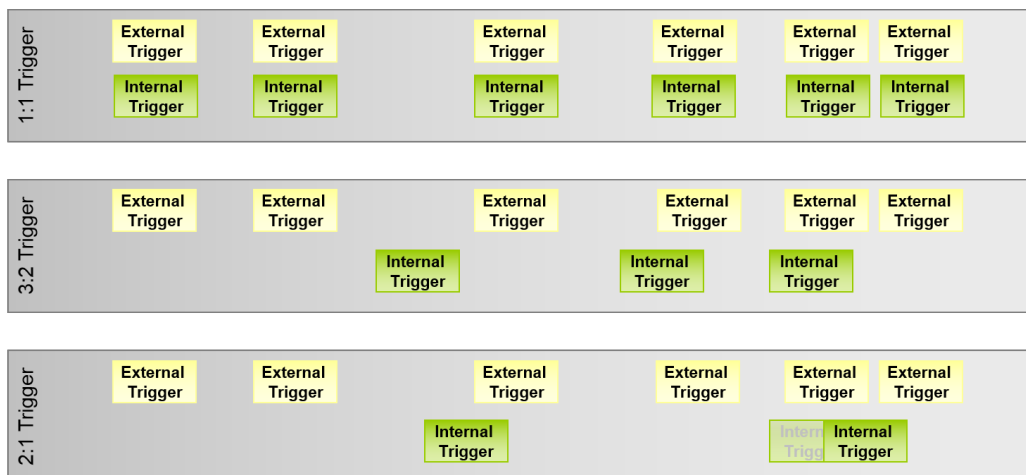 1:1 Trigger
External External External External External External
Trigger Trigger Trigger Trigger Trigger Trigger
Internal Internal Internal Internal Internal Internal
Trigger Trigger Trigger Trigger Trigger Trigger
3:2 Trigger
External External External External External External
Trigger Trigger Trigger Trigger Trigger Trigger
Internal Internal Internal
Trigger Trigger Trigger
2:1 Trigger
External External External External External External
Trigger Trigger Trigger Trigger Trigger Trigger
Internal Intern Internal
Trigger Trigg Trigger